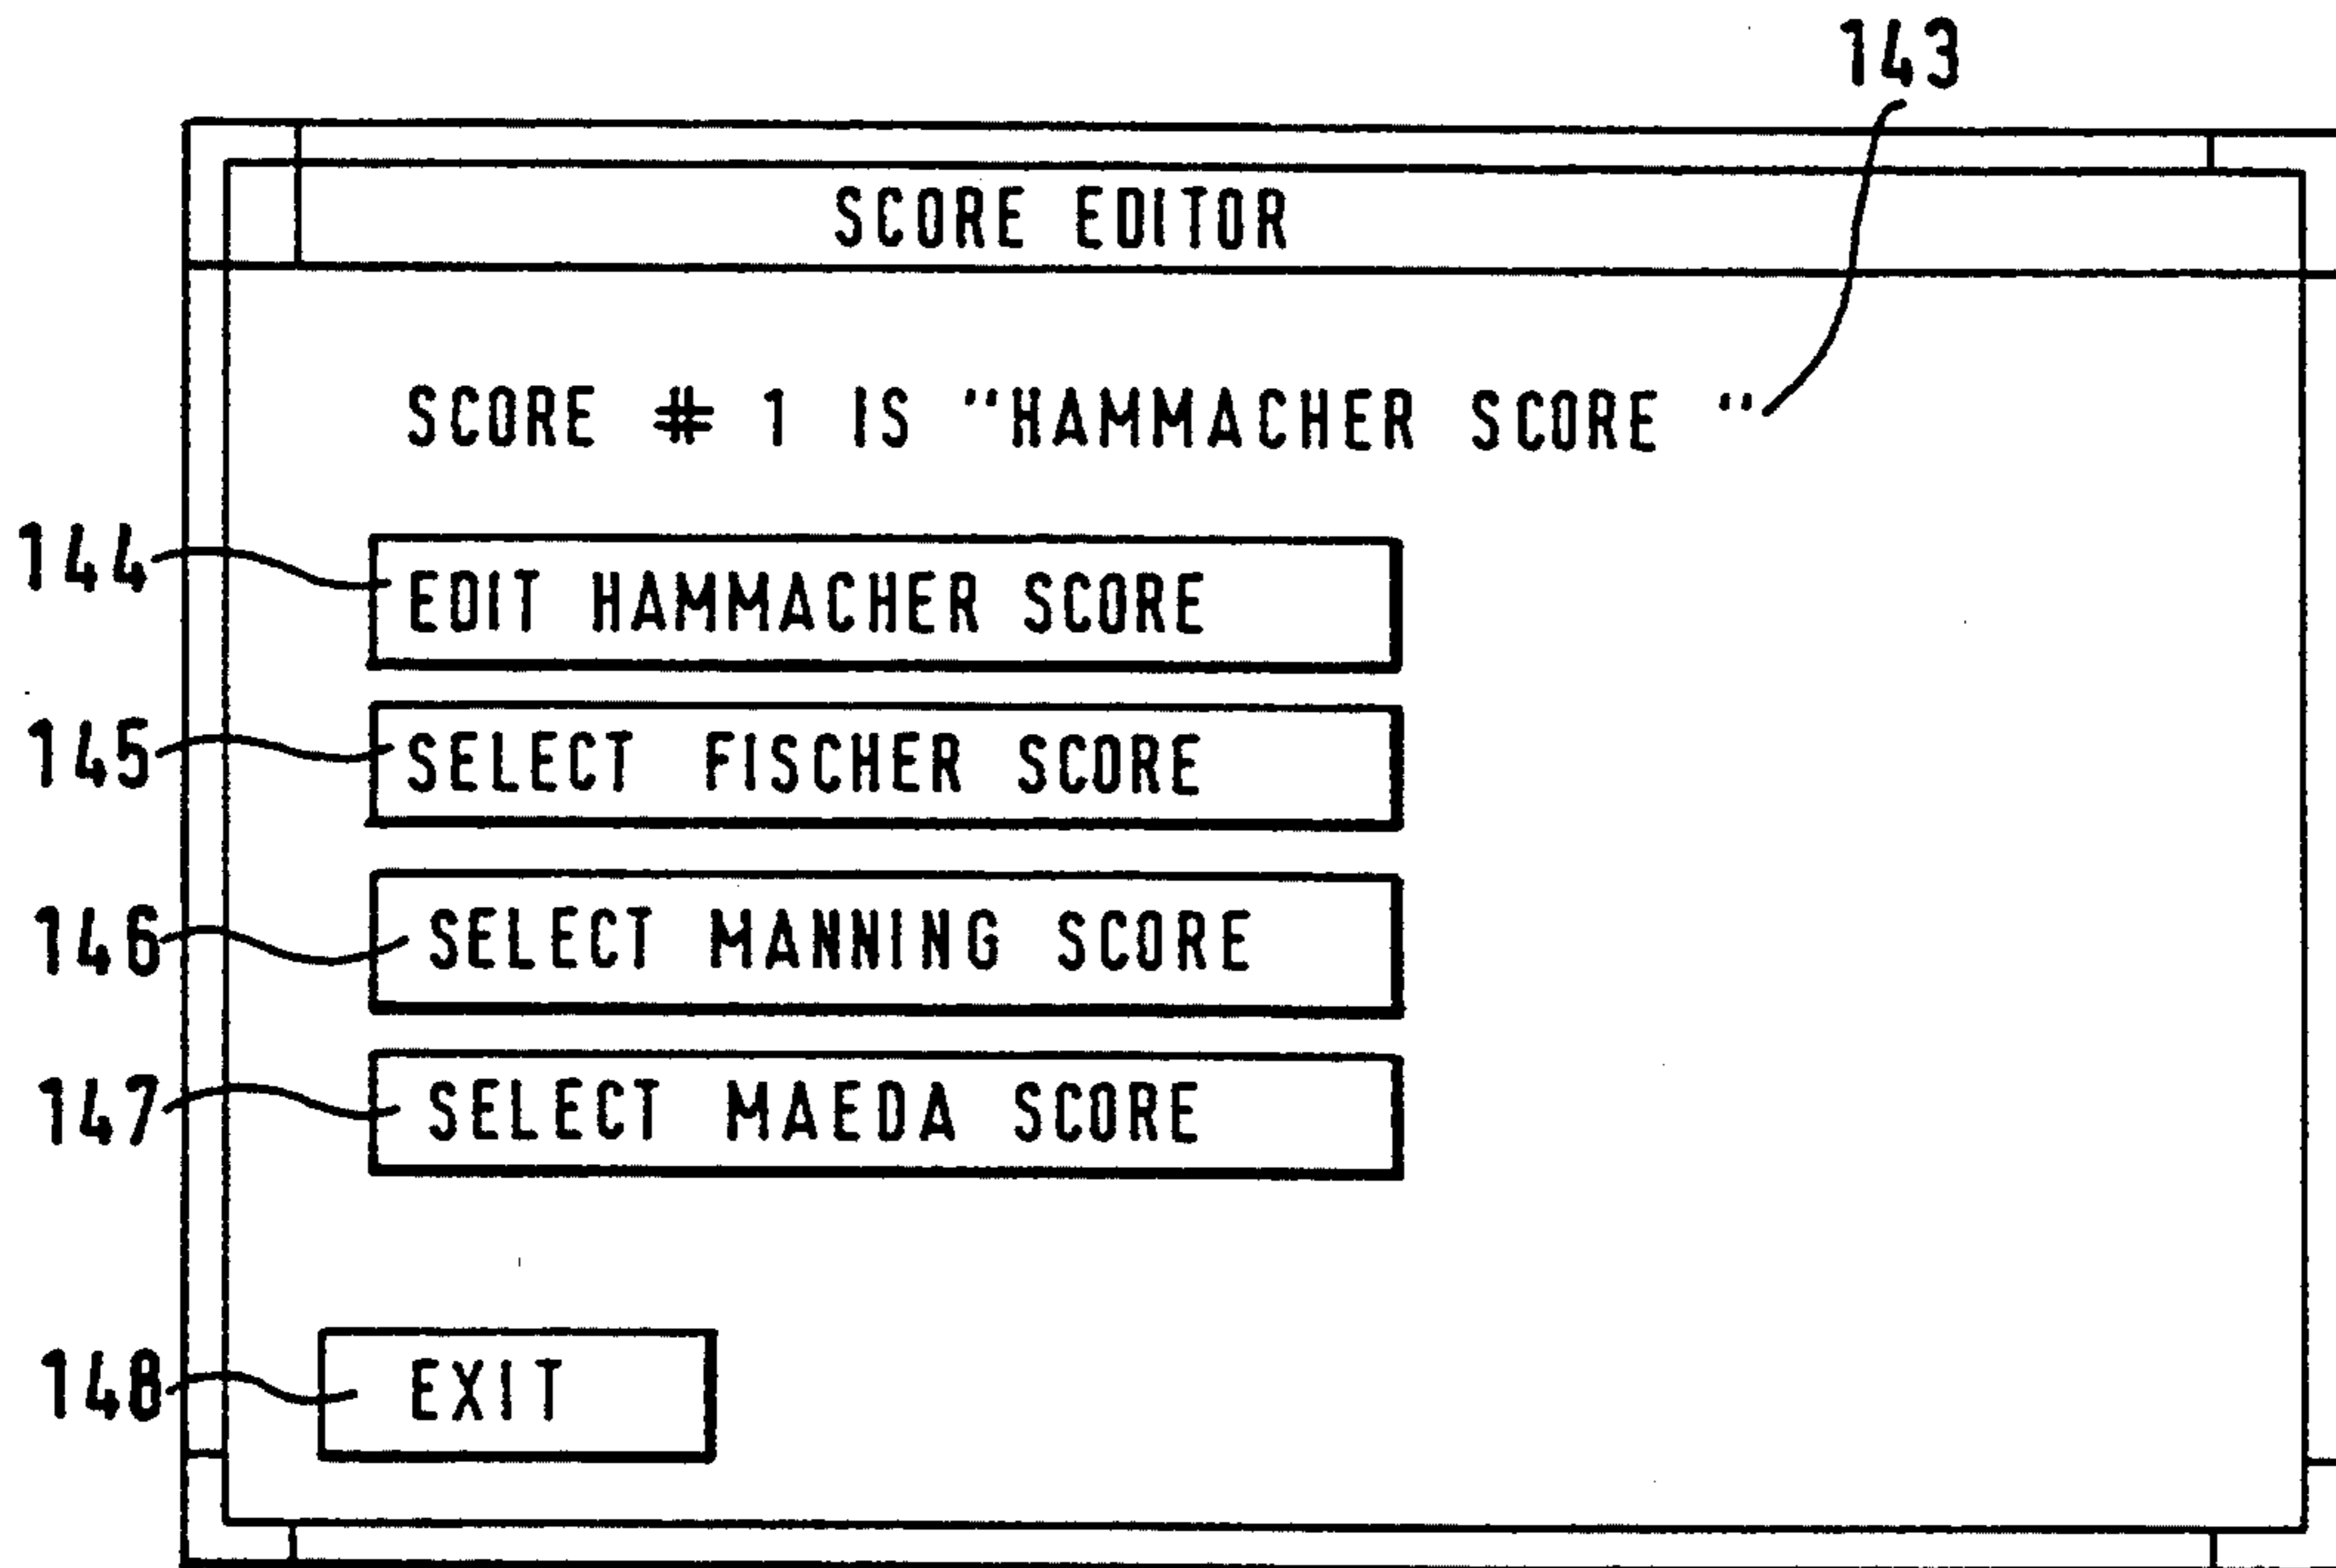 143
SCORE EDITOR
SCORE # 1 IS "HAMMACHER SCORE "
144 EDIT HAMMACHER SCORE
145 SELECT FISCHER SCORE
146 SELECT MANNING SCORE
147 SELECT MAEDA SCORE
148 EXIT